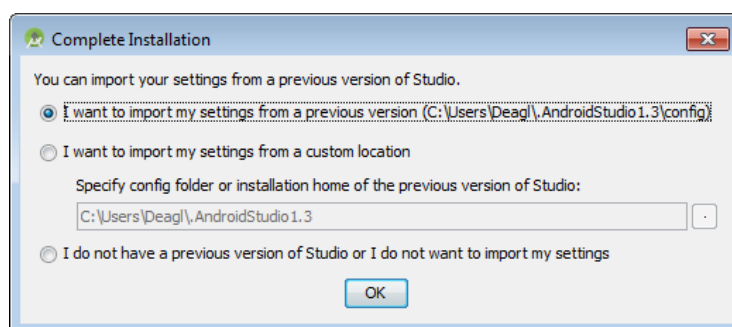 Complete Installation
You can import your settings from a previous version of Studio.
I want to import my settings from a previous version (C:\Users\Deagl\.AndroidStudio1.3\config)
I want to import my settings from a custom location
Specify config folder or installation home of the previous version of Studio:
C:\Users\Deagl\.AndroidStudio1.3
.
I do not have a previous version of Studio or I do not want to import my settings
OK